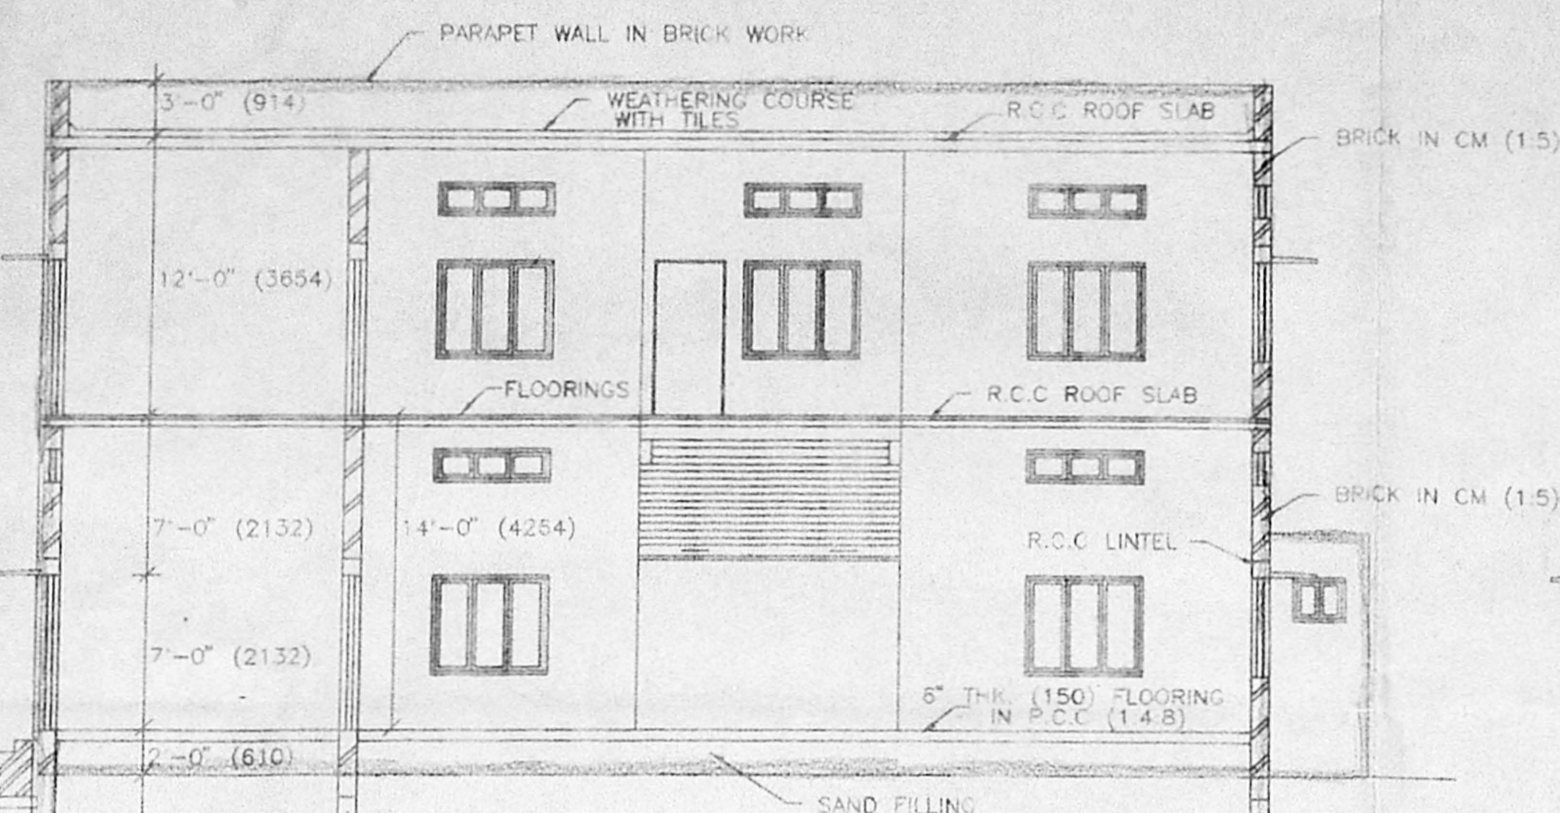 PARAPET WALL IN BRICK WORK
3'-0" (914)
WEATHERING COURSE
WITH TILES
R.C.C ROOF SLAB
BRICK IN CM (1:5)
12'-0" (3654)
FLOORINGS
R.C.C ROOF SLAB
7'-0" (2132)
14'-0" (4254)
BRICK IN CM (1:5)
R.C.C LINTEL
7'-0" (2132)
6" THK. (150) FLOORING
IN P.C.C (1:4:8)
2'-0" (610)
SAND FILLING